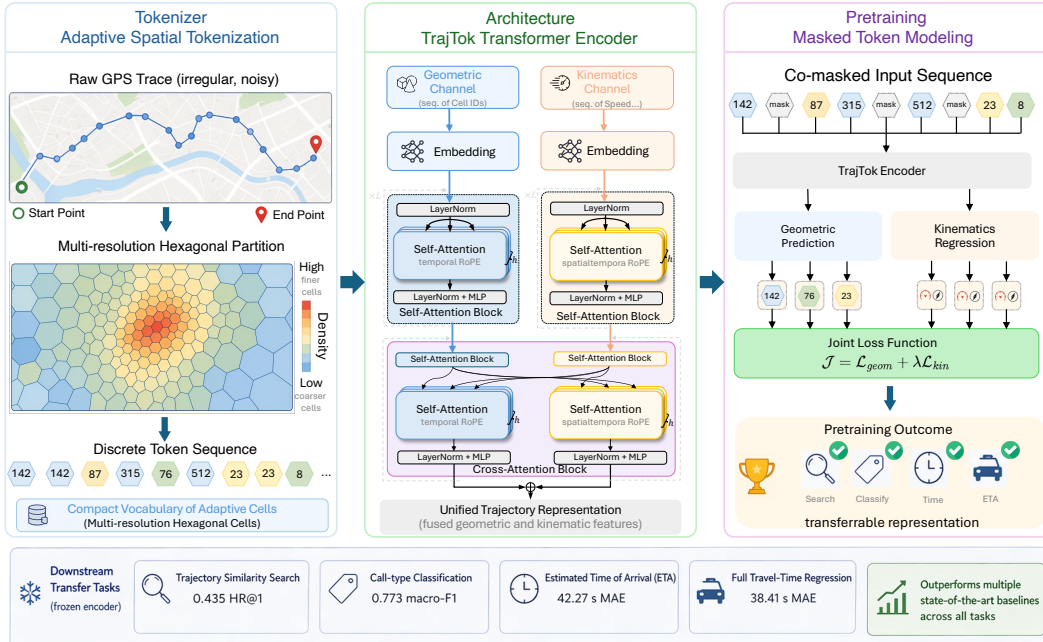 Tokenizer
Adaptive Spatial Tokenization
Raw GPS Trace (irregular, noisy)
Start Point
End Point
Multi-resolution Hexagonal Partition
High
finer
cells
Density
Low
coarser
cells
Discrete Token Sequence
142 142 87 315 76 512 23 23 8 ...
Compact Vocabulary of Adaptive Cells
(Multi-resolution Hexagonal Cells)
Architecture
TrajTok Transformer Encoder
Geometric
Channel
(seq. of Cell IDs)
Kinematics
Channel
(seq. of Speed...)
Embedding
Embedding
×L
×L
LayerNorm
LayerNorm
Self-Attention
temporal RoPE
h
Self-Attention
spatialtempora RoPE
h
LayerNorm + MLP
LayerNorm + MLP
Self-Attention Block
Self-Attention Block
Self-Attention Block
Self-Attention Block
Self-Attention
temporal RoPE
h
Self-Attention
spatialtempora RoPE
h
LayerNorm + MLP
LayerNorm + MLP
Cross-Attention Block
Unified Trajectory Representation
(fused geometric and kinematic features)
Pretraining
Masked Token Modeling
Co-masked Input Sequence
142 mask 87 315 mask 512 mask 23 8
TrajTok Encoder
Geometric
Prediction
Kinematics
Regression
142 76 23
Joint Loss Function
𝒥 = ℒgeom + λℒkin
Pretraining Outcome
Search
Classify
Time
ETA
transferrable representation
Downstream
Transfer Tasks
(frozen encoder)
Trajectory Similarity Search
0.435 HR@1
Call-type Classification
0.773 macro-F1
Estimated Time of Arrival (ETA)
42.27 s MAE
Full Travel-Time Regression
38.41 s MAE
Outperforms multiple
state-of-the-art baselines
across all tasks